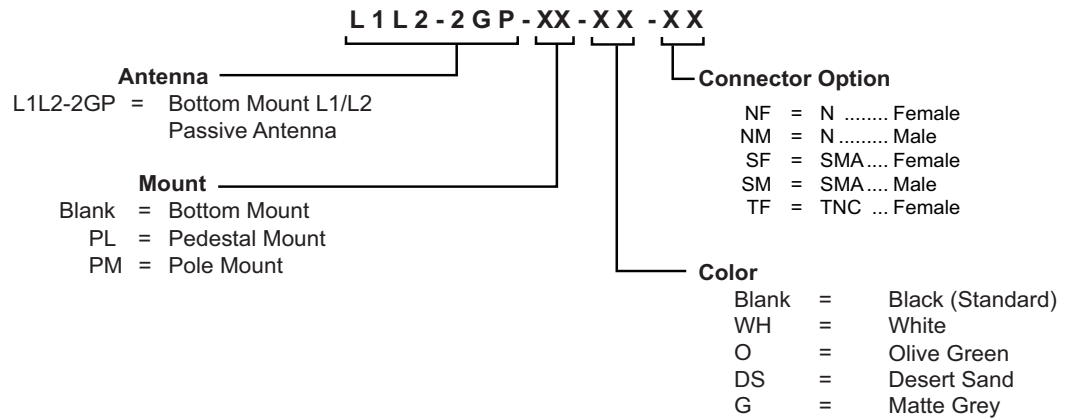 L1L2-2GP-XX-XX-XX
Antenna
L1L2-2GP = Bottom Mount L1/L2
Passive Antenna
Mount
Blank = Bottom Mount
PL = Pedestal Mount
PM = Pole Mount
Connector Option
NF = N ........ Female
NM = N ......... Male
SF = SMA .... Female
SM = SMA .... Male
TF = TNC ... Female
Color
Blank = Black (Standard)
WH = White
O = Olive Green
DS = Desert Sand
G = Matte Grey